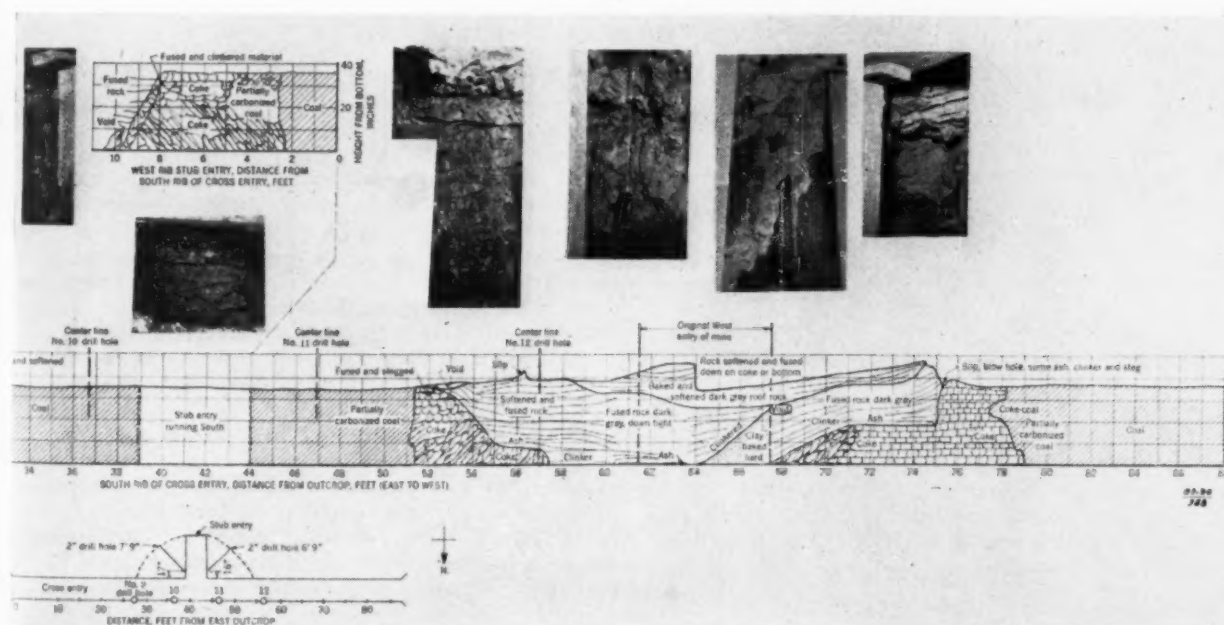 Fused and clinkered material
Fused
rock
Coke
Partially
carbonized
coal
Coal
Void
Coke
40
20
0
HEIGHT FROM BOTTOM,
INCHES
10 8 6 4 2 0
WEST RIB STUB ENTRY, DISTANCE FROM
SOUTH RIB OF CROSS ENTRY, FEET
Center line
No. 10 drill hole
Center line
No. 11 drill hole
Center line
No. 12 drill hole
Original West
entry of mine
and softened
Fused and slagged
Void
Slip
Rock softened and fused
down on coke or bottom
Slip, blow hole, some ash, clinker and slag
Baked and
softened dark gray roof rock
Coal
Stub entry
running South
Partially
carbonized coal
Coke
Softened and
fused rock
Ash
Coke
Clinker
Fused rock dark
gray, down tight
Ash
Clinkered
Clay
baked
hard
Void
Clinker
Fused rock dark gray
Ash
Coke
Coke
Coke-coal
Partially
carbonized
coal
Coal
34 36 38 40 42 44 46 48 50 52 54 56 58 60 62 64 66 68 70 72 74 76 78 80 82 84 86
SOUTH RIB OF CROSS ENTRY, DISTANCE FROM OUTCROP, FEET (EAST TO WEST)
Stub entry
2" drill hole 7' 9"
2" drill hole 6' 9"
17"
16"
N.
Cross entry
No. 9
drill hole
10 11 12
10 20 30 40 50 60 70 80
DISTANCE, FEET FROM EAST OUTCROP